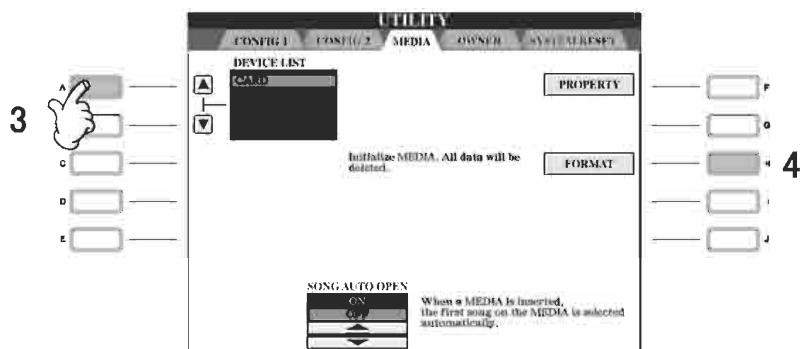 UTILITY
CONFIG 1 CONFIG 2 MEDIA OWNER SYSTEM RESET
DEVICE LIST
CARD
A
PROPERTY
F
3
G
Initialize MEDIA. All data will be
deleted.
C
FORMAT
H
4
D
I
E
J
SONG AUTO OPEN
ON
OFF
When a MEDIA is inserted,
the first song on the MEDIA is selected
automatically.